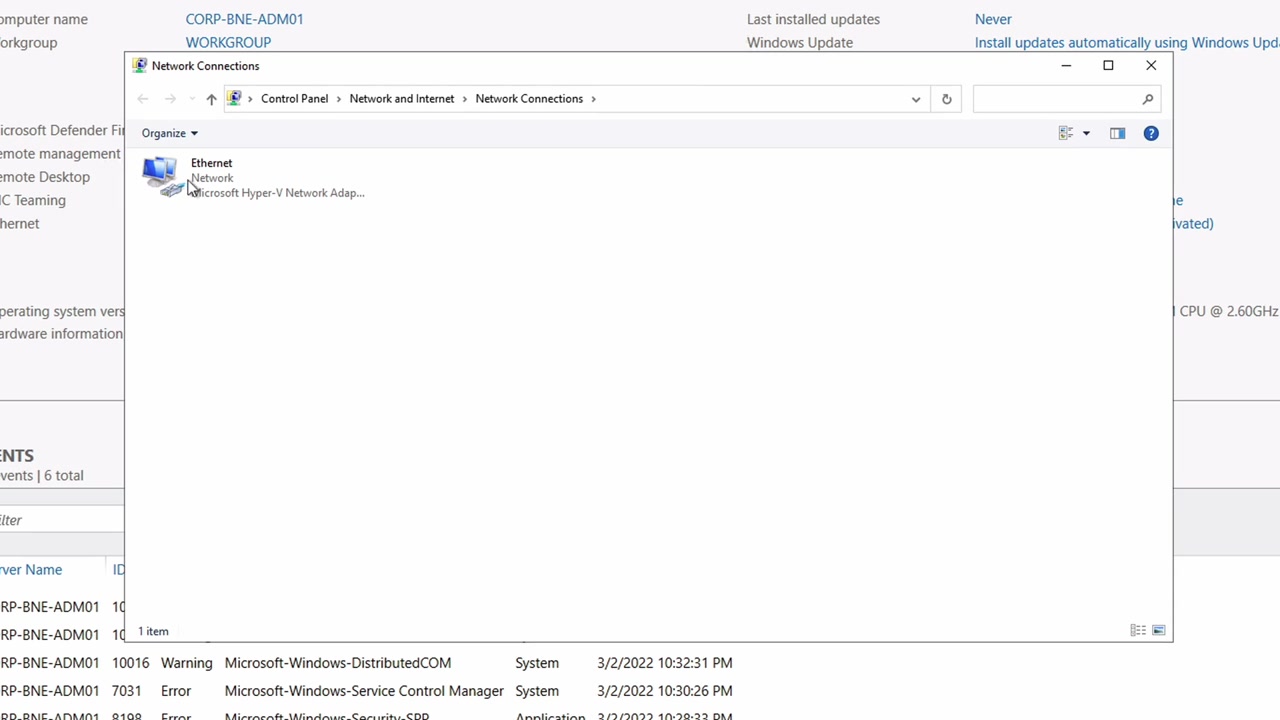 omputer name CORP-BNE-ADM01 Last installed updates Never
orkgroup WORKGROUP Windows Update Install updates automatically using Windows Upda
Network Connections
Control Panel Network and Internet Network Connections
Organize
Ethernet
Network
icrosoft Hyper-V Network Adap...
icrosoft Defender Fi
emote management
emote Desktop
IC Teaming
hernet
ne
ivated)
perating system vers
ardware information
CPU @ 2.60GHz
ENTS
vents | 6 total
ilter
rver Name ID
RP-BNE-ADM01 10
RP-BNE-ADM01 10
1 item
RP-BNE-ADM01 10016 Warning Microsoft-Windows-DistributedCOM System 3/2/2022 10:32:31 PM
RP-BNE-ADM01 7031 Error Microsoft-Windows-Service Control Manager System 3/2/2022 10:30:26 PM
RP-BNE-ADM01 8198 Error Microsoft-Windows-Security-SPP Application 3/2/2022 10:28:33 PM